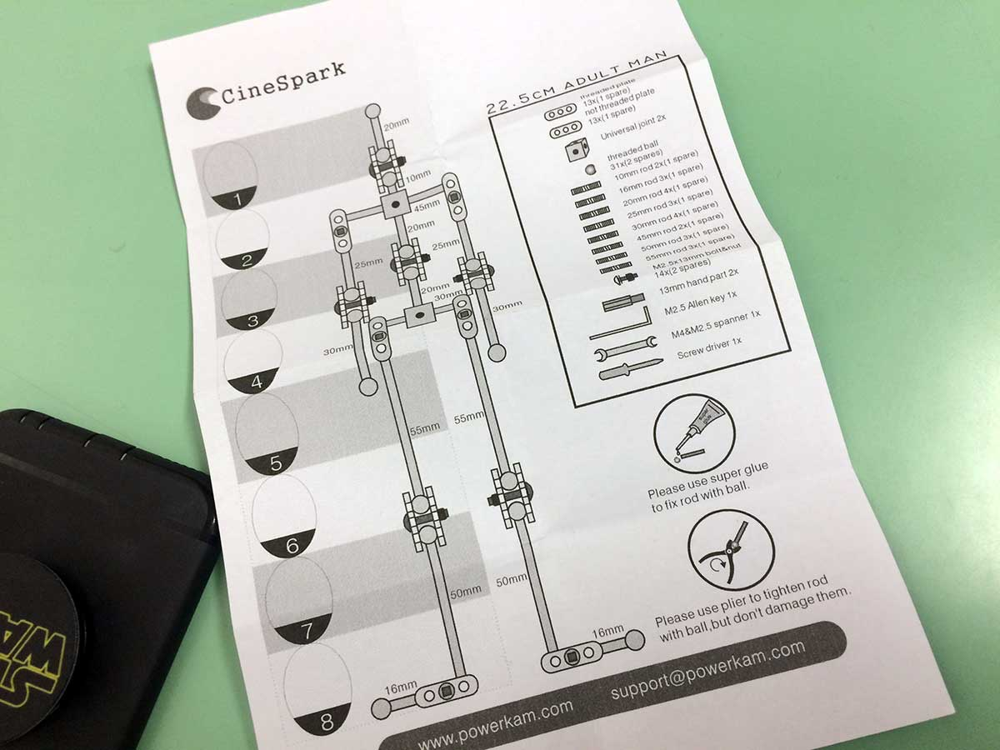 CineSpark
22.5CM ADULT MAN
threaded plate
13x(1 spare)
not threaded plate
13x(1 spare)
Universal joint 2x
threaded ball
31x(2 spares)
10mm rod 2x(1 spare)
16mm rod 3x(1 spare)
20mm rod 4x(1 spare)
25mm rod 3x(1 spare)
30mm rod 4x(1 spare)
45mm rod 2x(1 spare)
50mm rod 3x(1 spare)
55mm rod 3x(1 spare)
M2.5x13mm bolt&nut
14x(2 spares)
13mm hand part 2x
M2.5 Allen key 1x
M4&M2.5 spanner 1x
Screw driver 1x
20mm
10mm
45mm
20mm
25mm
25mm
20mm
30mm
30mm
30mm
55mm
55mm
50mm
50mm
16mm
16mm
1
2
3
4
5
6
7
8
super
glue
Please use super glue
to fix rod with ball.
Please use plier to tighten rod
with ball,but don't damage them.
www.powerkam.com
support@powerkam.com
ST
WA